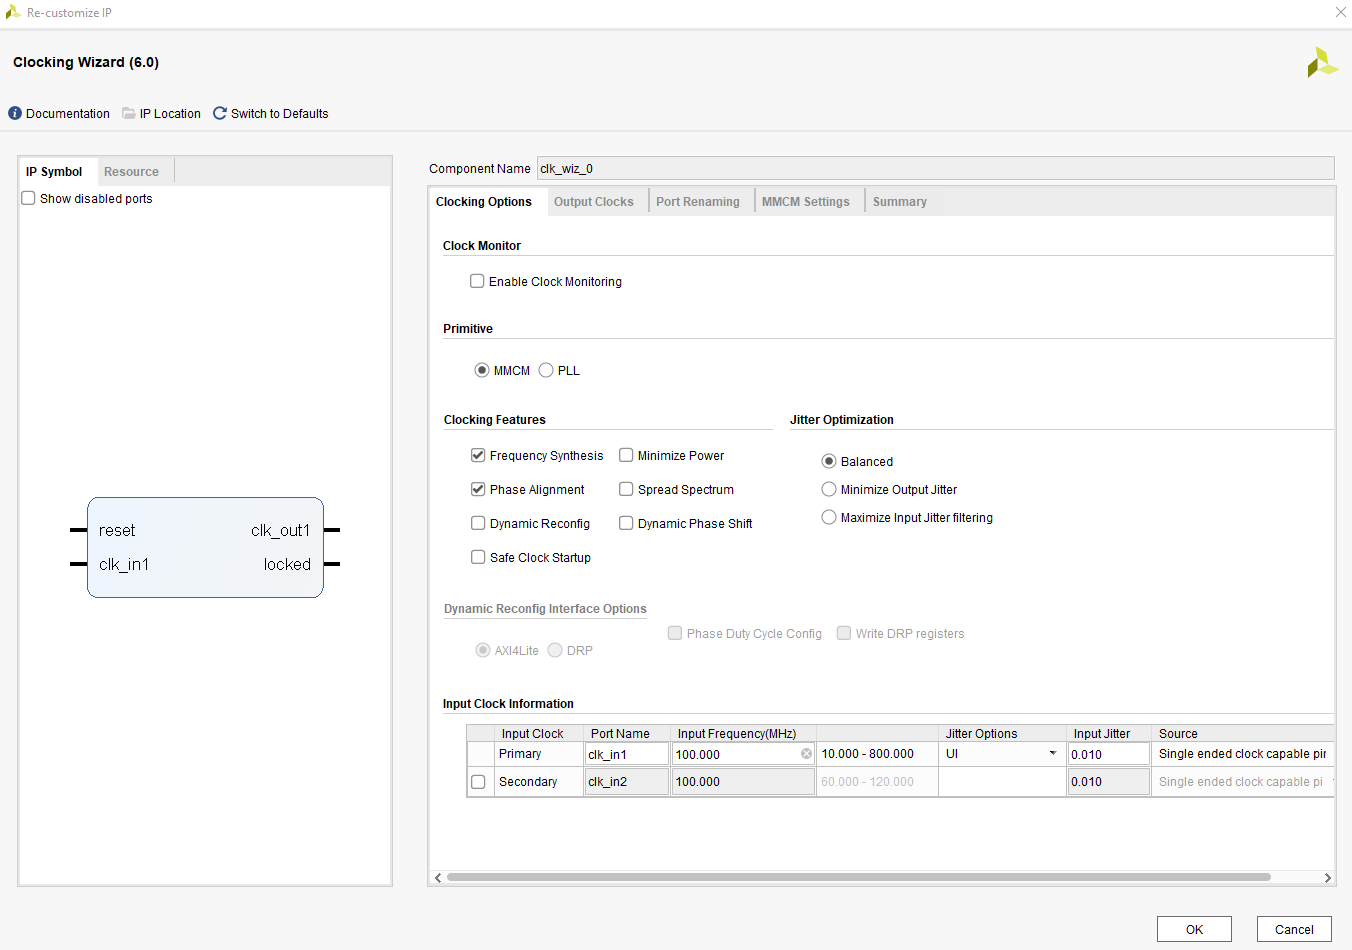 Re-customize IP
Clocking Wizard (6.0)
Documentation IP Location Switch to Defaults
IP Symbol Resource
Show disabled ports
reset clk_out1
clk_in1 locked
Component Name clk_wiz_0
Clocking Options Output Clocks Port Renaming MMCM Settings Summary
Clock Monitor
Enable Clock Monitoring
Primitive
MMCM PLL
Clocking Features Jitter Optimization
Frequency Synthesis Minimize Power Balanced
Phase Alignment Spread Spectrum Minimize Output Jitter
Dynamic Reconfig Dynamic Phase Shift Maximize Input Jitter filtering
Safe Clock Startup
Dynamic Reconfig Interface Options
Phase Duty Cycle Config Write DRP registers
AXI4Lite DRP
Input Clock Information
Input Clock Port Name Input Frequency(MHz) Jitter Options Input Jitter Source
Primary clk_in1 100.000 10.000 - 800.000 UI 0.010 Single ended clock capable pin
Secondary clk_in2 100.000 60.000 - 120.000 0.010 Single ended clock capable pi
OK Cancel